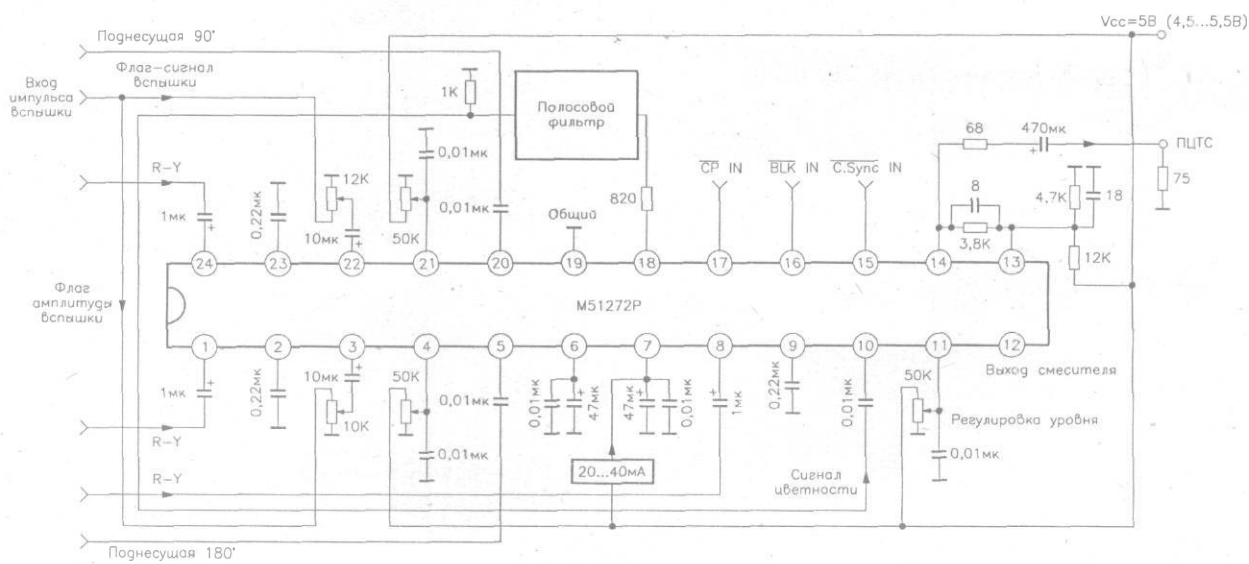 Vcc=5В (4,5...5,5В)
Поднесущая 90°
Флаг-сигнал
вспышки
Вход
импульса
вспышки
1К
Полосовой
фильтр
68
470мк
+
ПЦТС
75
R-Y
0,01мк
CP IN
BLK IN
C.Sync IN
8
4,7К
18
12К
820
1мк
+
0,22мк
10мк
+
50К
0,01мк
Общий
3,8К
12К
24
23
22
21
20
19
18
17
16
15
14
13
Флаг
амплитуды
вспышки
M51272P
1
2
3
4
5
6
7
8
9
10
11
12
Выход смесителя
1мк
+
0,22мк
10мк
+
10К
50К
0,01мк
0,01мк
0,01мк
+
47мк
47мк
+
0,01мк
+
1мк
0,22мк
0,01мк
50К
Регулировка уровня
0,01мк
R-Y
20...40мА
Сигнал
цветности
R-Y
Поднесущая 180°